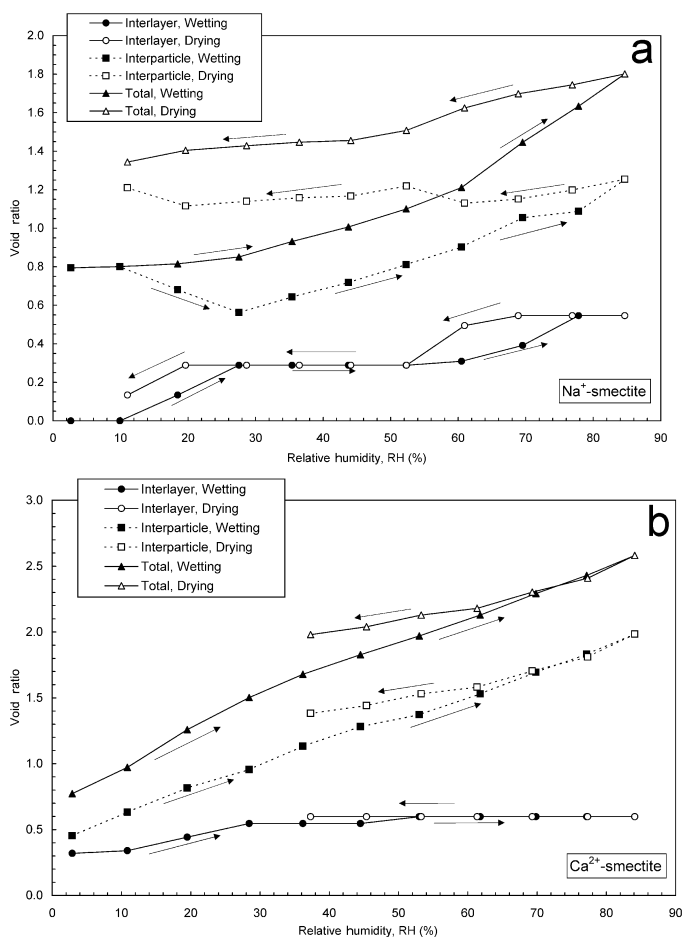 Interlayer, Wetting
Interlayer, Drying
Interparticle, Wetting
Interparticle, Drying
Total, Wetting
Total, Drying
a
2.0
1.8
1.6
1.4
1.2
1.0
0.8
0.6
0.4
0.2
0.0
Void ratio
0 10 20 30 40 50 60 70 80 90
Relative humidity, RH (%)
Na⁺-smectite
Interlayer, Wetting
Interlayer, Drying
Interparticle, Wetting
Interparticle, Drying
Total, Wetting
Total, Drying
b
3.0
2.5
2.0
1.5
1.0
0.5
0.0
Void ratio
0 10 20 30 40 50 60 70 80 90
Relative humidity, RH (%)
Ca²⁺-smectite